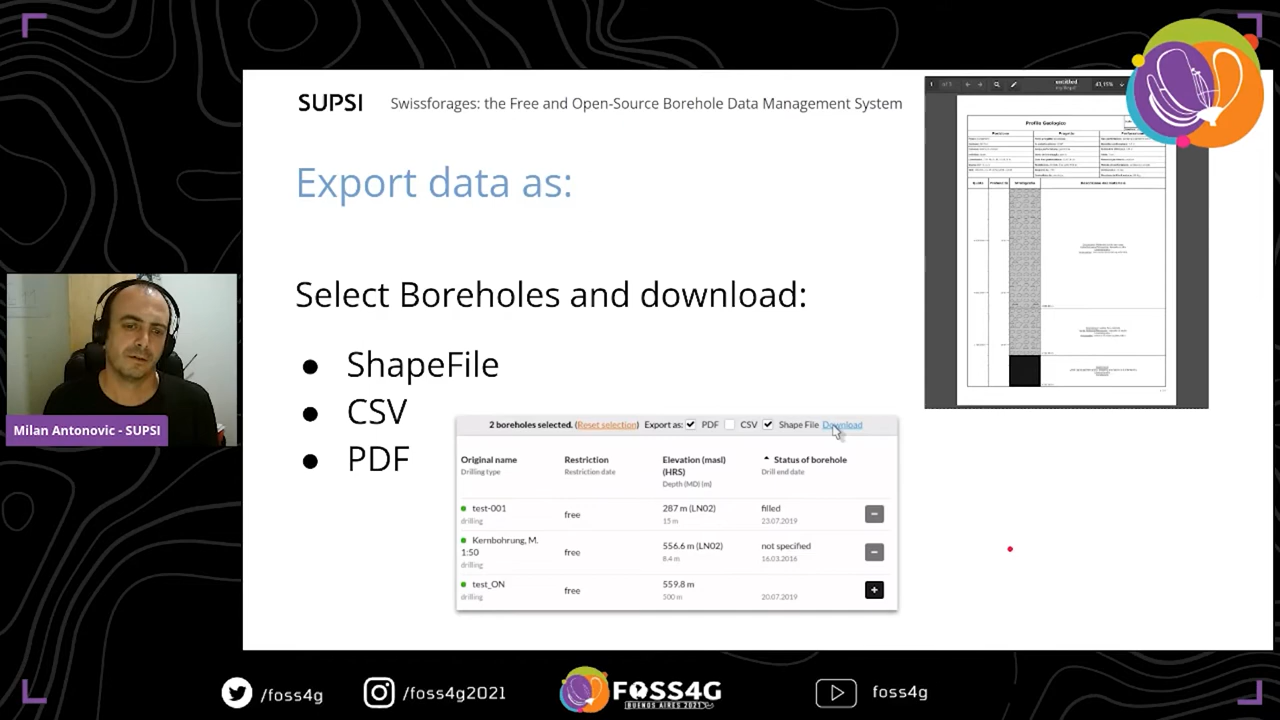 SUPSI
Swissforages: the Free and Open-Source Borehole Data Management System
Export data as:
Select Boreholes and download:
● ShapeFile
● CSV
● PDF
2 boreholes selected. (Reset selection) Export as: PDF CSV Shape File Download
Original name
Drilling type
Restriction
Restriction date
Elevation (masl)
(HRS)
Depth (MD) (m)
Status of borehole
Drill end date
test-001
drilling
free
287 m (LN02)
15 m
filled
23.07.2019
Kernbohrung, M.
1:50
drilling
free
556.6 m (LN02)
8.4 m
not specified
16.03.2016
test_ON
drilling
free
559.8 m
500 m
20.07.2019
untitled
43,15%
Profilo Geologico
Milan Antonovic - SUPSI
/foss4g
/foss4g2021
FOSS4G
BUENOS AIRES 2021
foss4g